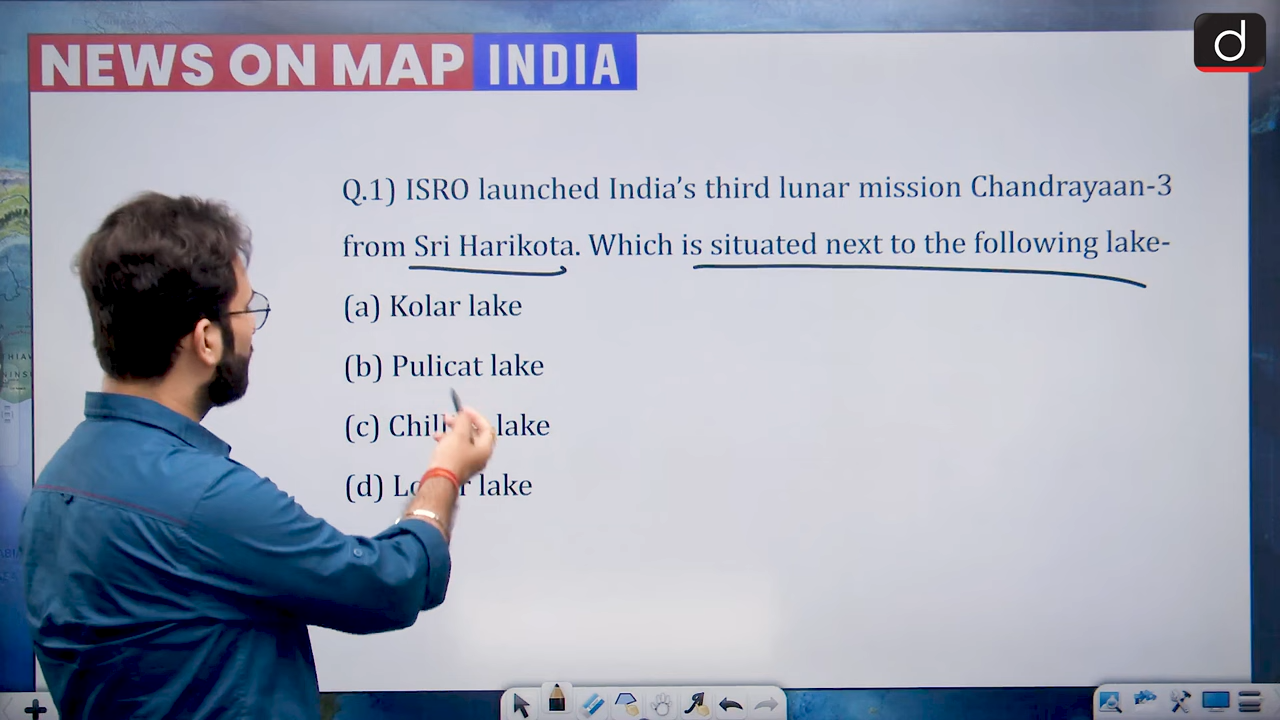 d
NEWS ON MAP INDIA
Q.1) ISRO launched India's third lunar mission Chandrayaan-3
from Sri Harikota. Which is situated next to the following lake-
(a) Kolar lake
(b) Pulicat lake
(c) lake
(d) lake